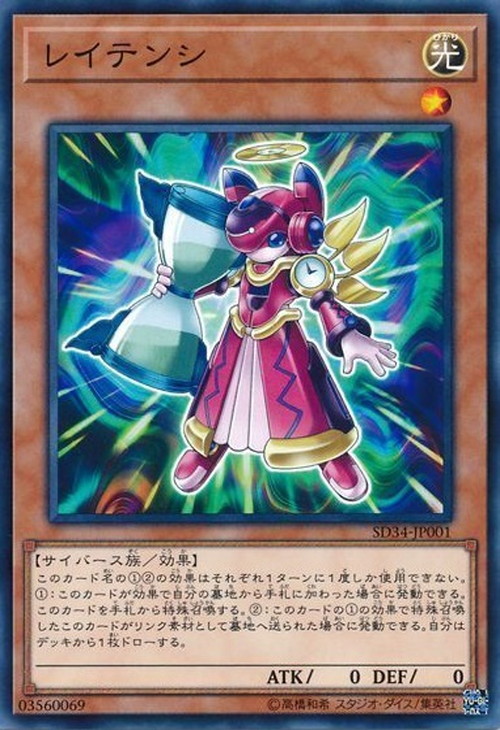 レイテンシ
ひかり
光
SD34-JP001
【サイバース族／効果】
このカード名の①②の効果はそれぞれ１ターンに１度しか使用できない。
①：このカードが効果で自分の墓地から手札に加わった場合に発動できる。
このカードを手札から特殊召喚する。②：このカードの①の効果で特殊召喚
したこのカードがリンク素材として墓地へ送られた場合に発動できる。自分は
デッキから１枚ドローする。
ATK/ 0 DEF/ 0
03560069 ©高橋和希 スタジオ・ダイス/集英社